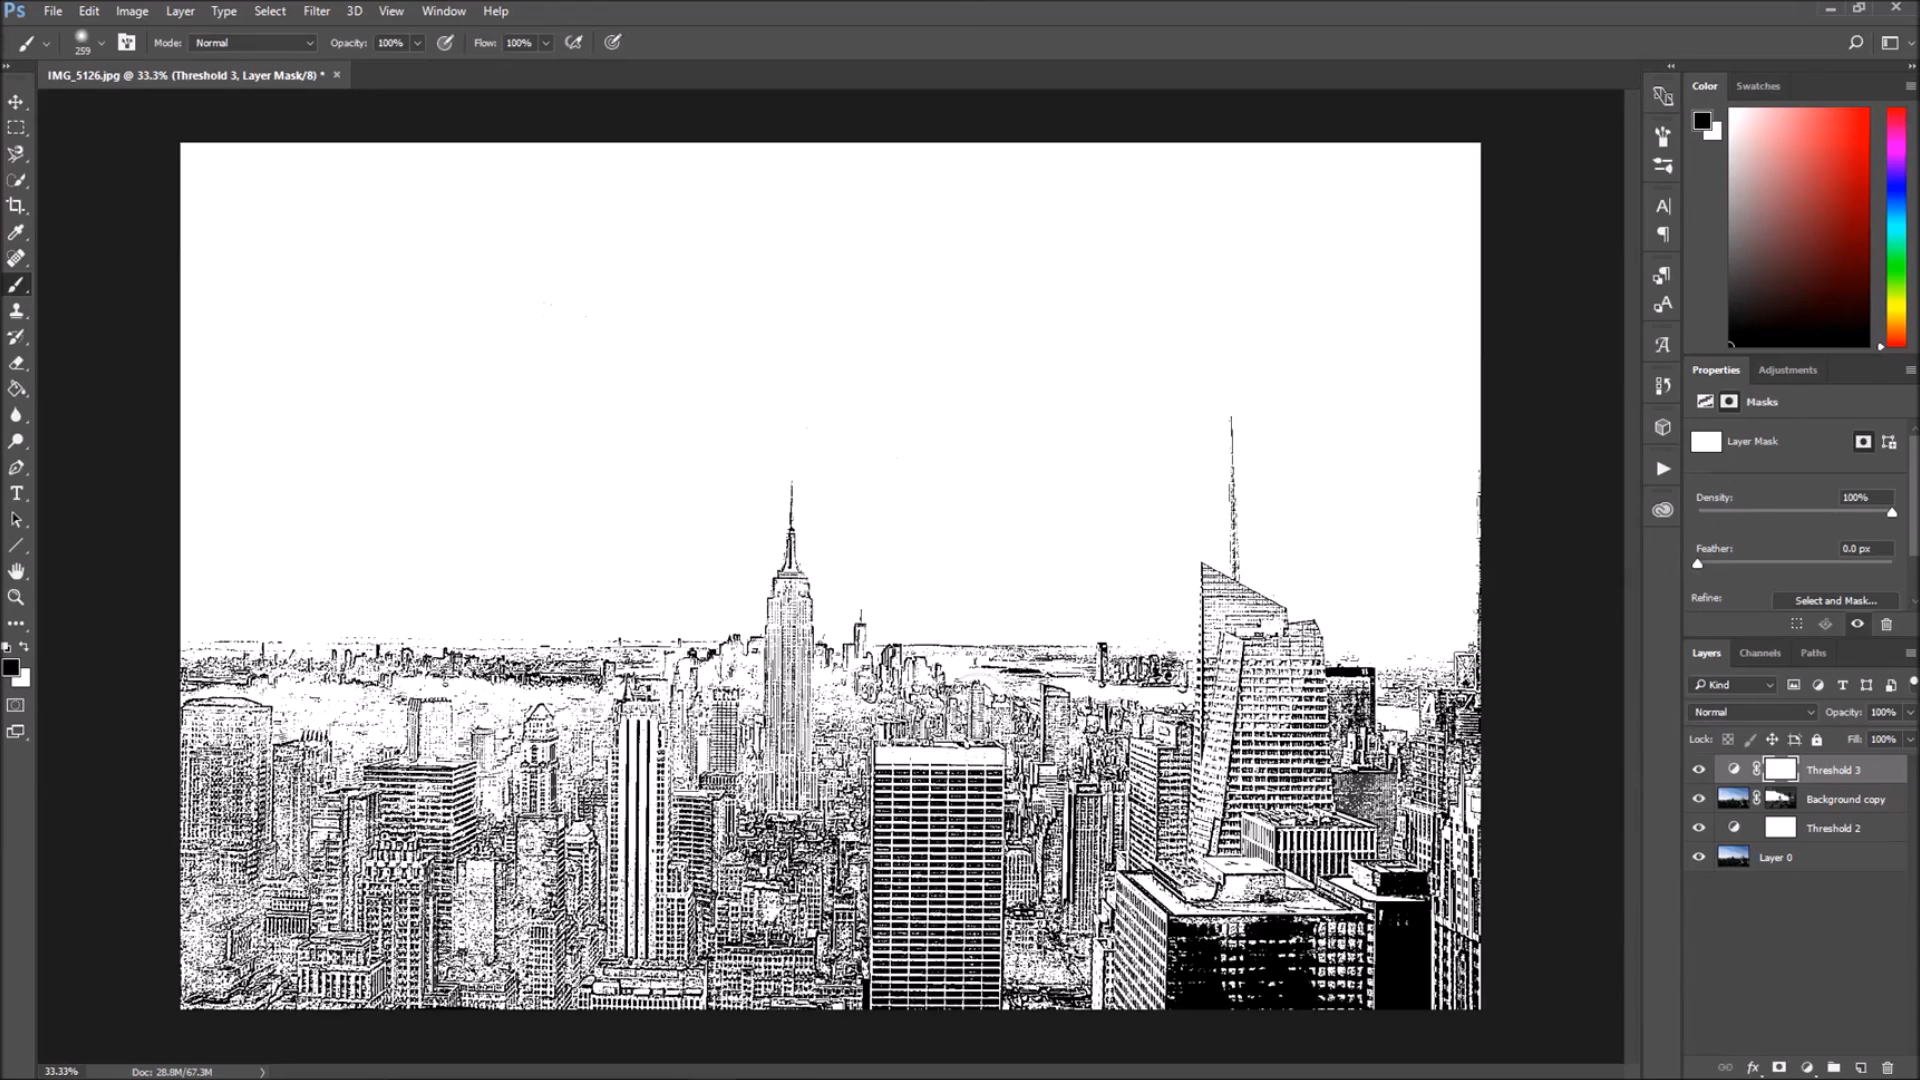 Ps File Edit Image Layer Type Select Filter 3D View Window Help
259 Mode: Normal Opacity: 100% Flow: 100%
IMG_5126.jpg @ 33.3% (Threshold 3, Layer Mask/8) * ×
Color Swatches
Properties Adjustments
Masks
Layer Mask
Density: 100%
Feather: 0.0 px
Refine: Select and Mask...
Layers Channels Paths
Kind
Normal Opacity: 100%
Lock: Fill: 100%
Threshold 3
Background copy
Threshold 2
Layer 0
33.33% Doc: 28.8M/67.3M